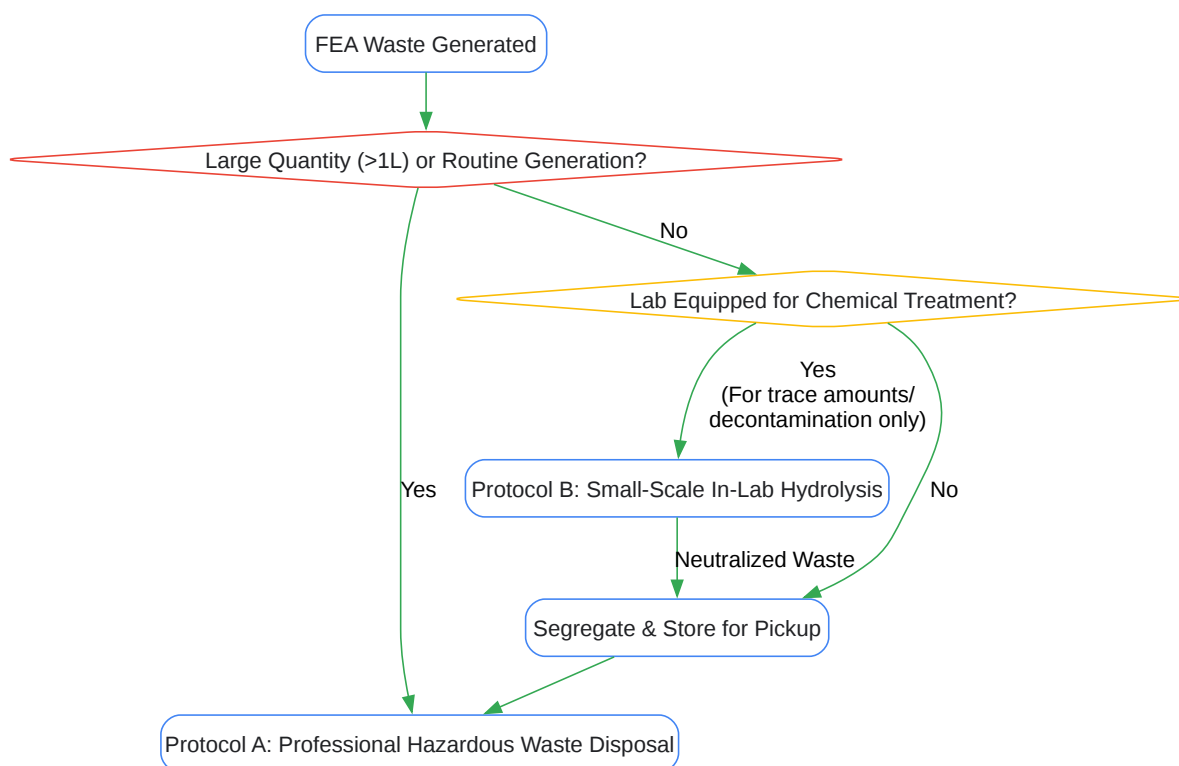 FEA Waste Generated
Large Quantity (>1L) or Routine Generation?
No
Lab Equipped for Chemical Treatment?
Yes
(For trace amounts/
decontamination only)
Protocol B: Small-Scale In-Lab Hydrolysis
Yes
No
Neutralized Waste
Segregate & Store for Pickup
Protocol A: Professional Hazardous Waste Disposal